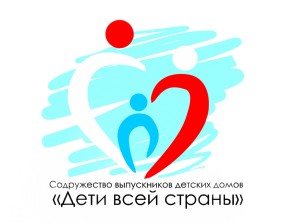 Содружество выпускников детских домов
«Дети всей страны»